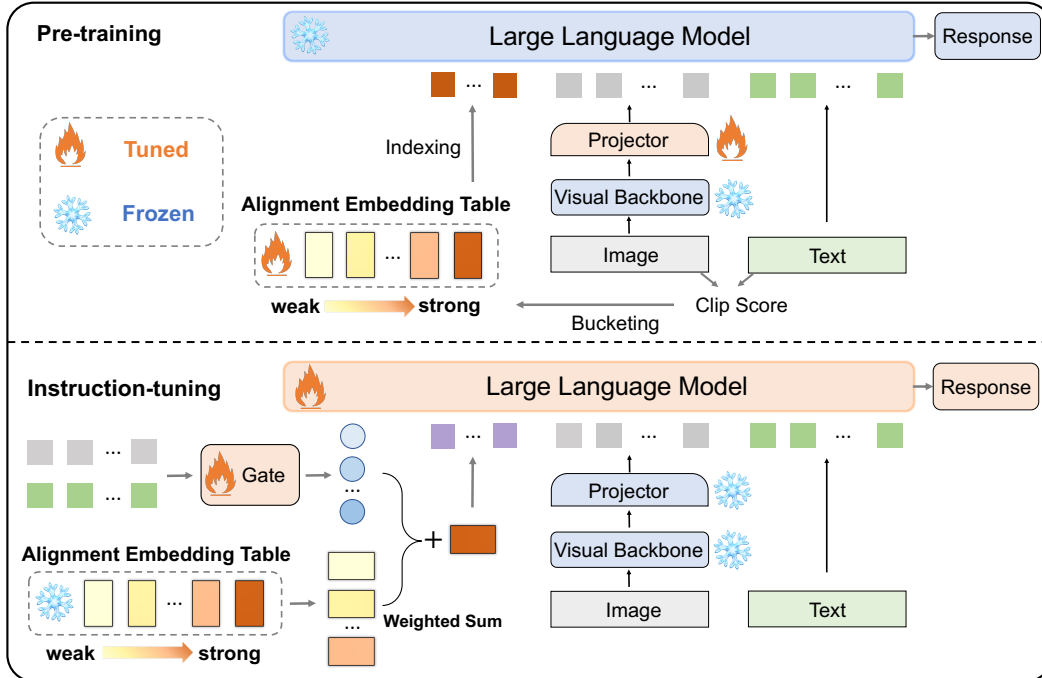 Pre-training
Large Language Model
Response
...
...
...
Tuned
Frozen
Indexing
Projector
Visual Backbone
Alignment Embedding Table
Image
Text
...
weak
strong
Clip Score
Bucketing
Instruction-tuning
Large Language Model
Response
...
...
...
...
Gate
...
...
Projector
+
Visual Backbone
Alignment Embedding Table
Image
Text
...
Weighted Sum
...
weak
strong